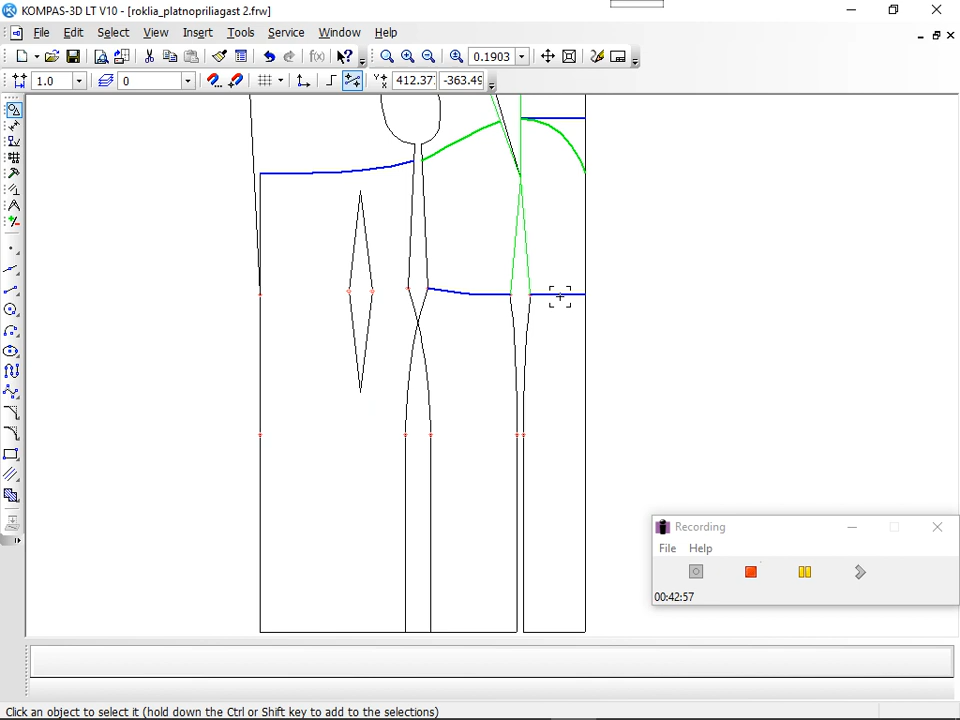 KOMPAS-3D LT V10 - [roklia_platnopriliagast 2.frw]
File Edit Select View Insert Tools Service Window Help
f(x) 0.1903
1.0 0 412.37 -363.49
Recording
File Help
00:42:57
Click an object to select it (hold down the Ctrl or Shift key to add to the selections)